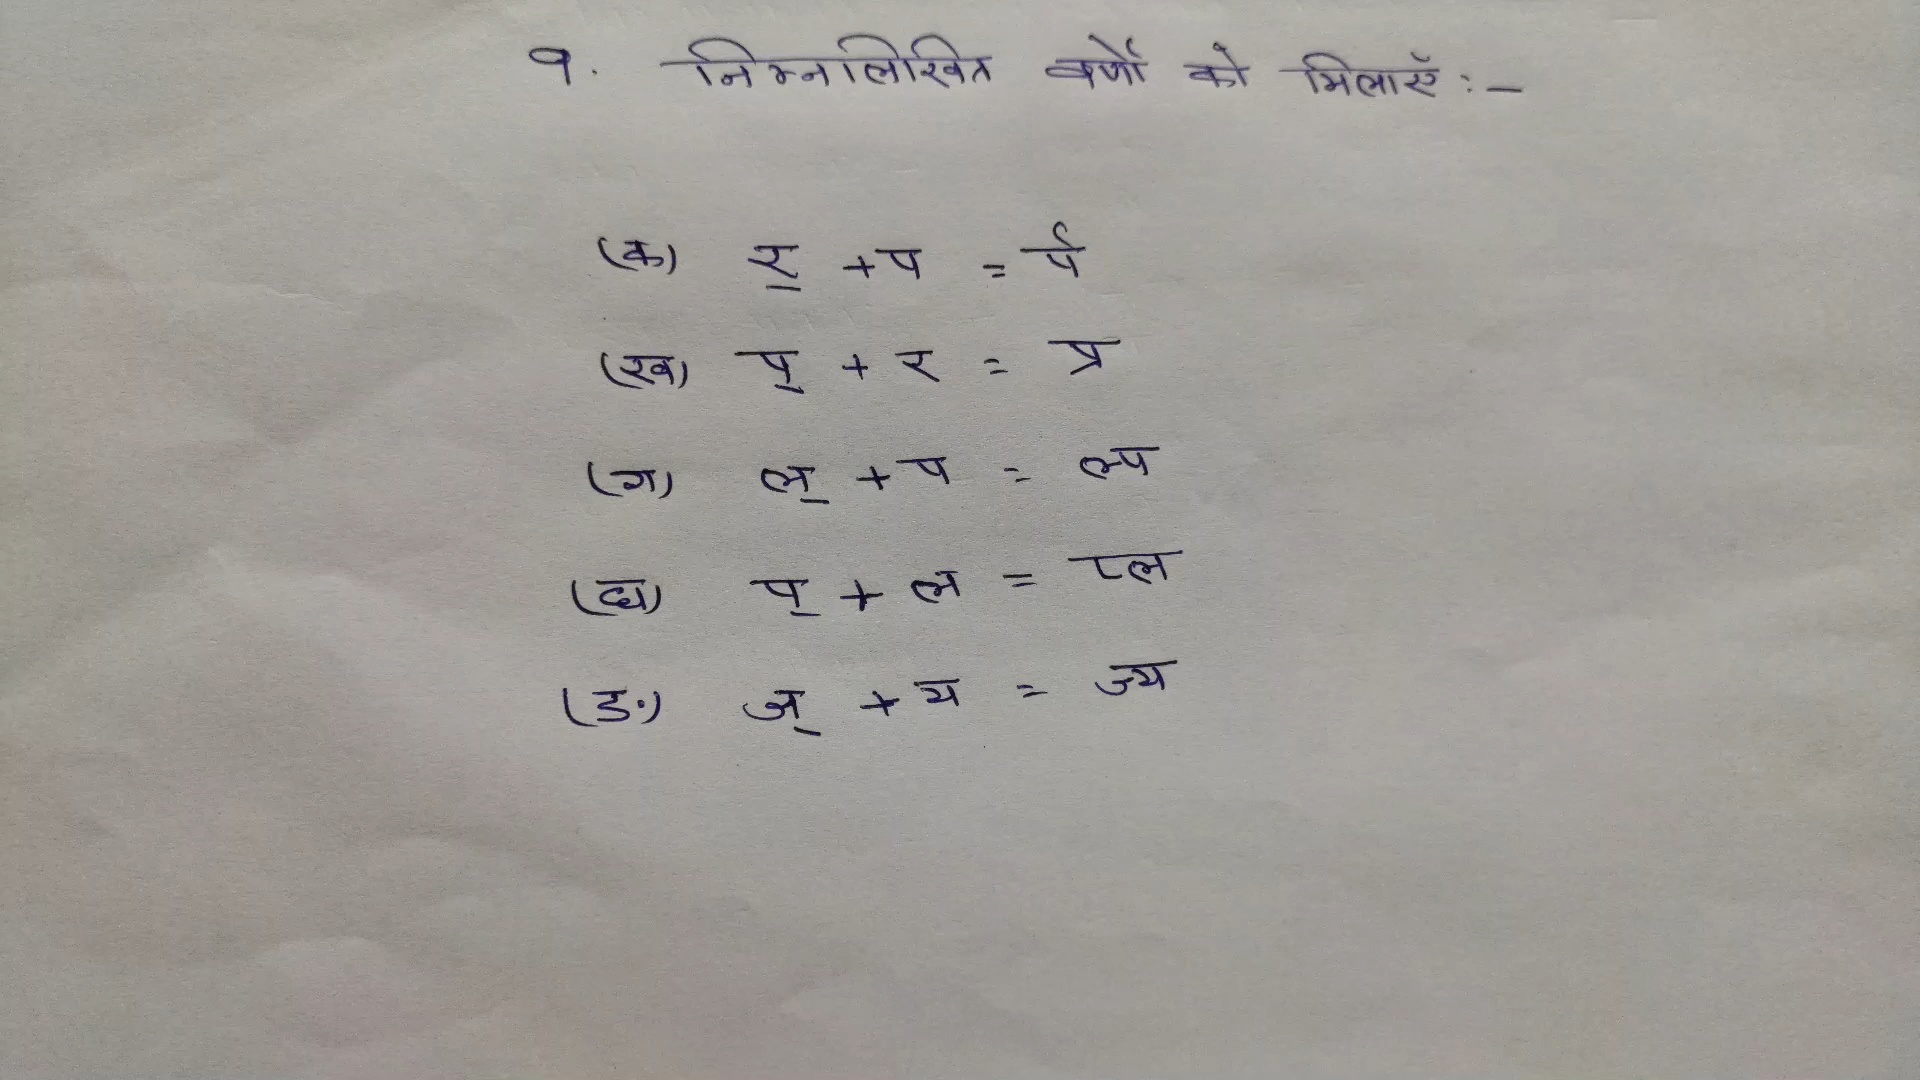 १. निम्नलिखित वर्णों को मिलाएँ :-
(क) र् + प = र्प
(ख) प् + र = प्र
(ग) ल् + प = ल्प
(घ) प् + ल = प्ल
(ङ) ज् + य = ज्य